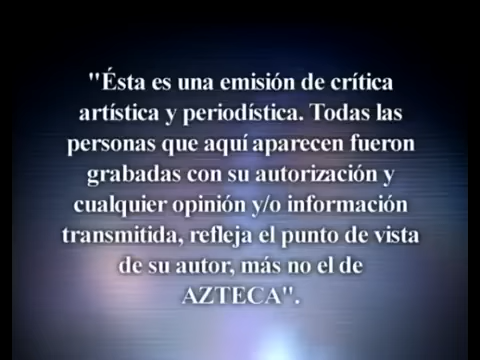 "Ésta es una emisión de crítica
artística y periodística. Todas las
personas que aquí aparecen fueron
grabadas con su autorización y
cualquier opinión y/o información
transmitida, refleja el punto de vista
de su autor, más no el de
AZTECA".